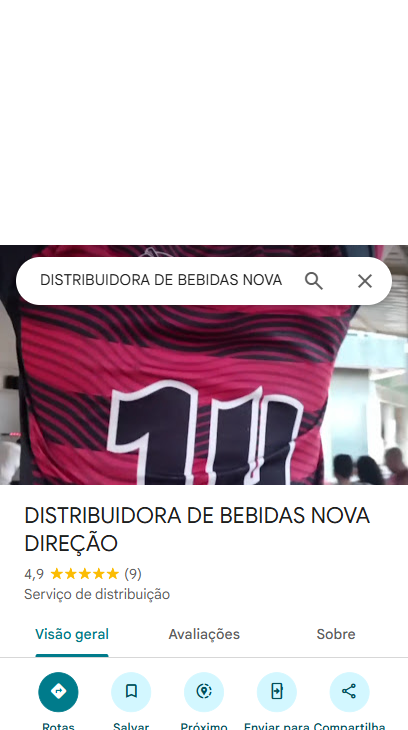 DISTRIBUIDORA DE BEBIDAS NOVA
DISTRIBUIDORA DE BEBIDAS NOVA
DIREÇÃO
4,9 ★★★★★ (9)
Serviço de distribuição
Visão geral Avaliações Sobre
Rotas Salvar Próximo Enviar para Compartilha